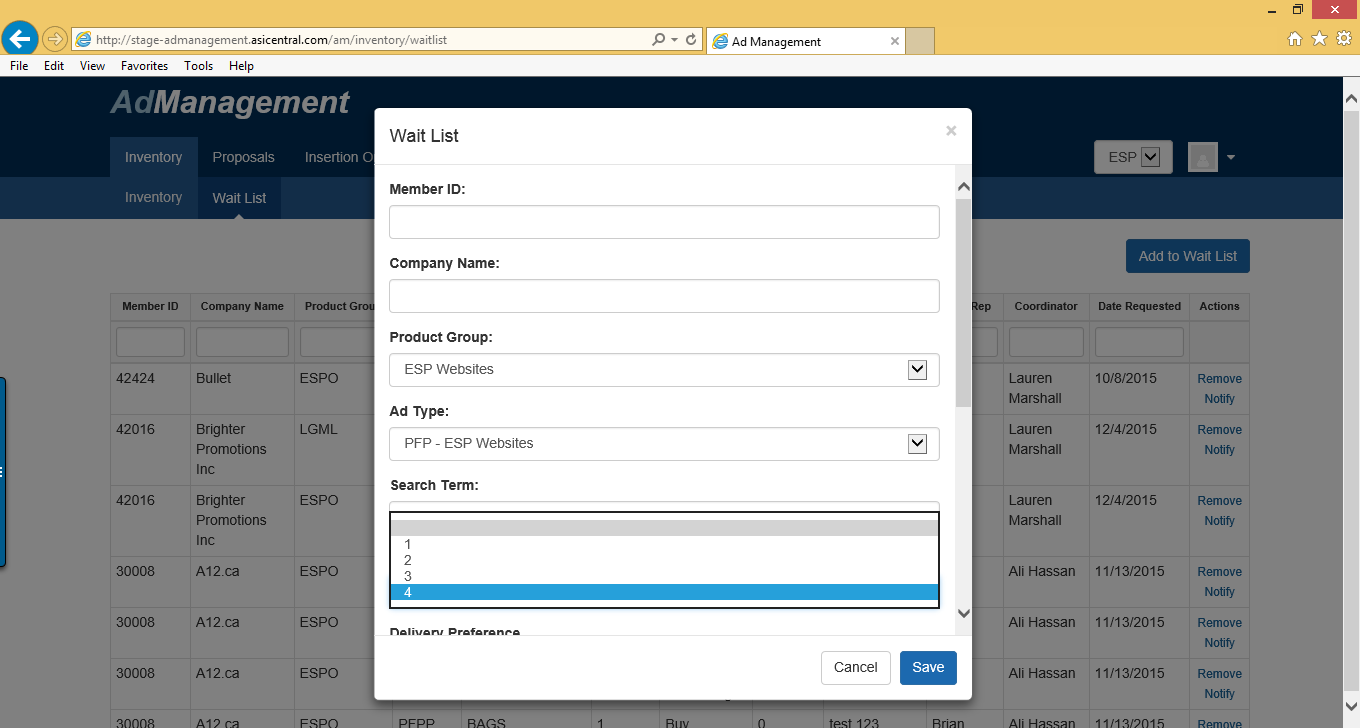 http://stage-admanagement.asicentral.com/am/inventory/waitlist
Ad Management
File Edit View Favorites Tools Help
AdManagement
Inventory Proposals Insertion O
ESP
Inventory Wait List
Add to Wait List
Member ID Company Name Product Grou Rep Coordinator Date Requested Actions
42424 Bullet ESPO Lauren Marshall 10/8/2015 Remove Notify
42016 Brighter Promotions Inc LGML Lauren Marshall 12/4/2015 Remove Notify
42016 Brighter Promotions Inc ESPO Lauren Marshall 12/4/2015 Remove Notify
30008 A12.ca ESPO Ali Hassan 11/13/2015 Remove Notify
30008 A12.ca ESPO Ali Hassan 11/13/2015 Remove Notify
30008 A12.ca ESPO Ali Hassan 11/13/2015 Remove Notify
30008 A12.ca ESPO PFPP BAGS 1 Buy 0 test 123 Brian Ali Hassan 11/13/2015 Remove
Wait List
Member ID:
Company Name:
Product Group:
ESP Websites
Ad Type:
PFP - ESP Websites
Search Term:
1
2
3
4
Delivery Preference
Cancel Save